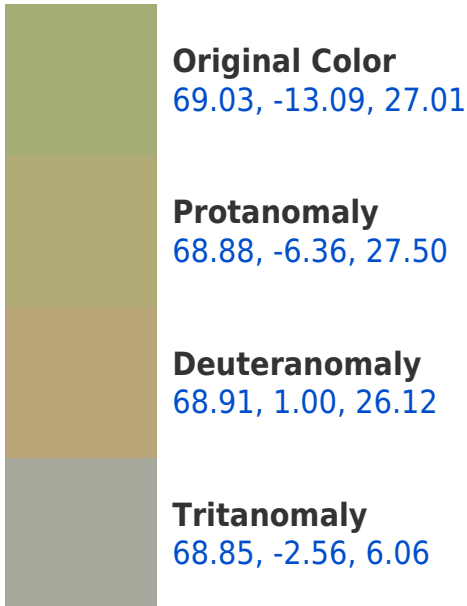 Original Color
69.03, -13.09, 27.01
Protanomaly
68.88, -6.36, 27.50
Deuteranomaly
68.91, 1.00, 26.12
Tritanomaly
68.85, -2.56, 6.06